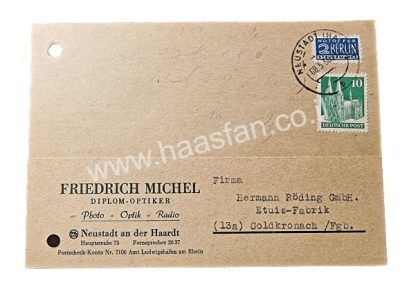 NOTOPFER
2 BERLIN
STEUERMARKE
NEUSTADT
10
DEUTSCHE POST
www.haasfan.co.
FRIEDRICH MICHEL
DIPLOM-OPTIKER
Photo - Optik - Radio
Neustadt an der Haardt
Hauptstraße 75 Fernsprecher 26 37
Postscheck-Konto Nr. 7106 Amt Ludwigshafen am Rhein
Firma
Hermann Röding GmbH.
Etuis-Fabrik
(13a) Goldkronach /Fgb.